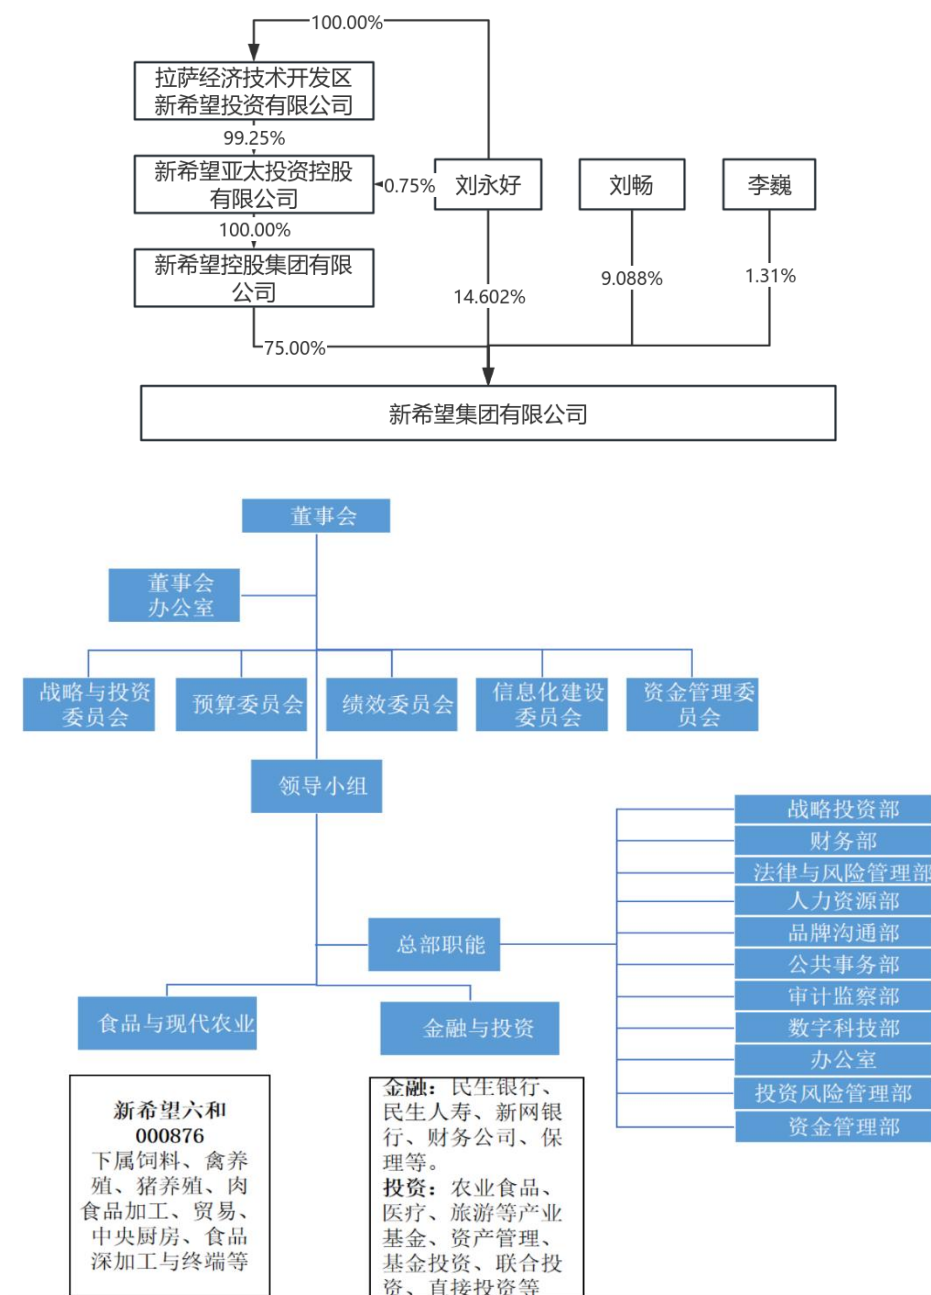 100.00%
拉萨经济技术开发区
新希望投资有限公司
99.25%
新希望亚太投资控股
有限公司
0.75%
刘永好
刘畅
李巍
100.00%
新希望控股集团有限
公司
14.602%
9.088%
1.31%
75.00%
新希望集团有限公司
董事会
董事会
办公室
战略与投资
委员会
预算委员会
绩效委员会
信息化建设
委员会
资金管理委
员会
领导小组
战略投资部
财务部
法律与风险管理部
人力资源部
品牌沟通部
公共事务部
审计监察部
数字科技部
办公室
投资风险管理部
资金管理部
总部职能
食品与现代农业
金融与投资
新希望六和
000876
下属饲料、禽养
殖、猪养殖、肉
食品加工、贸易、
中央厨房、食品
深加工与终端等
金融：民生银行、
民生人寿、新网银
行、财务公司、保
理等。
投资：农业食品、
医疗、旅游等产业
基金、资产管理、
基金投资、联合投
资、直接投资等